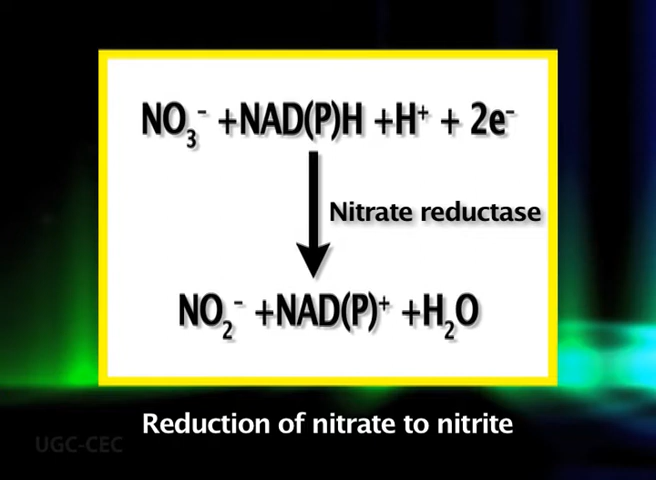 NO₃⁻ +NAD(P)H +H⁺ + 2e⁻
Nitrate reductase
NO₂⁻ +NAD(P)⁺ +H₂O
Reduction of nitrate to nitrite
UGC-CEC